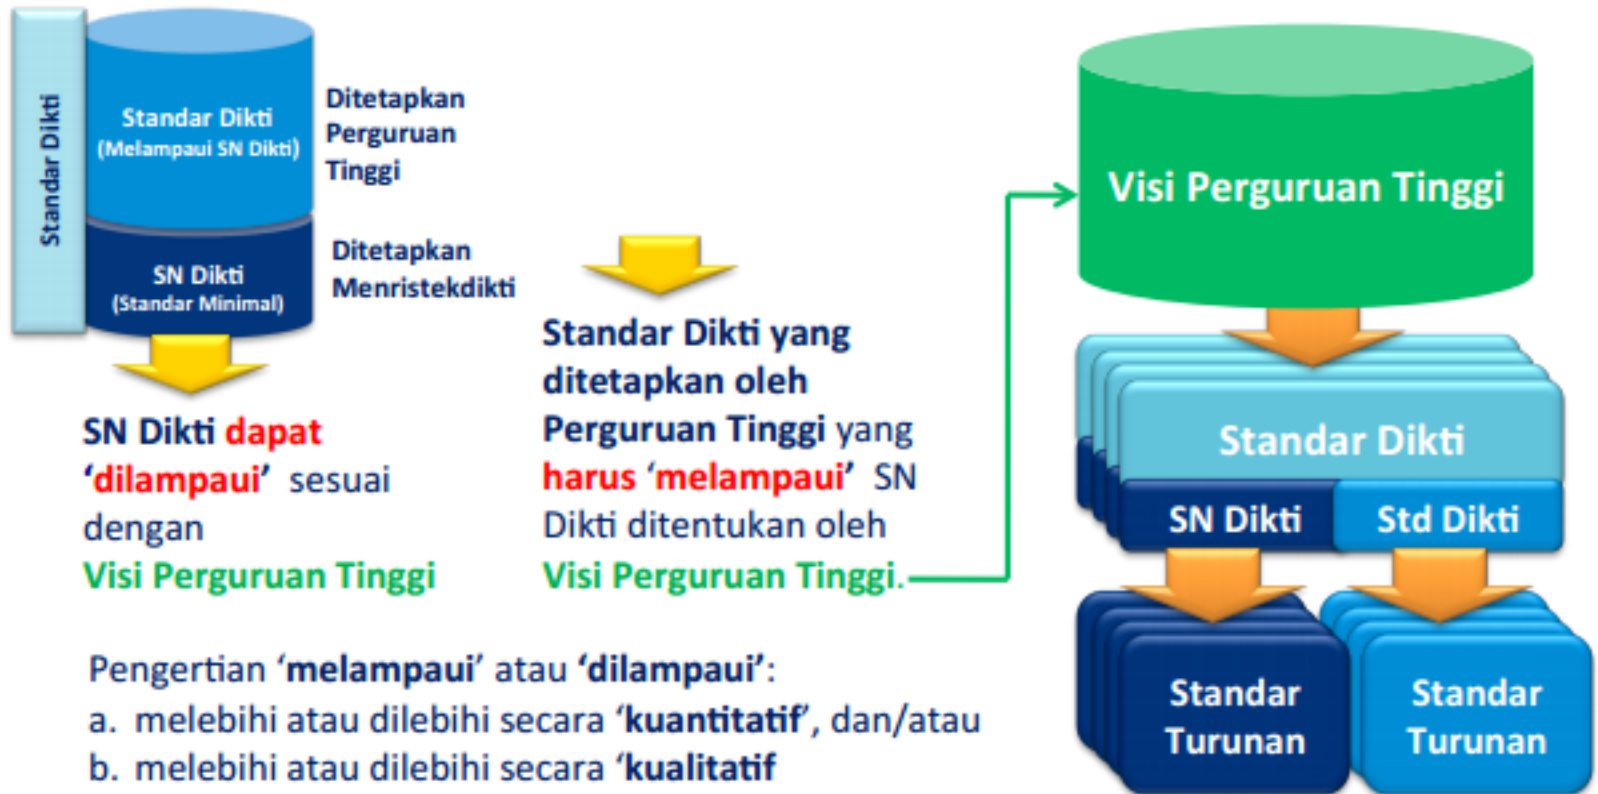 Standar Dikti
Standar Dikti
(Melampaui SN Dikti)
SN Dikti
(Standar Minimal)
Ditetapkan
Perguruan
Tinggi
Ditetapkan
Menristekdikti
SN Dikti dapat
‘dilampaui’ sesuai
dengan
Visi Perguruan Tinggi
Standar Dikti yang
ditetapkan oleh
Perguruan Tinggi yang
harus ‘melampaui’ SN
Dikti ditentukan oleh
Visi Perguruan Tinggi.
Pengertian ‘melampaui’ atau ‘dilampaui’:
a. melebihi atau dilebihi secara ‘kuantitatif’, dan/atau
b. melebihi atau dilebihi secara ‘kualitatif
Visi Perguruan Tinggi
Standar Dikti
SN Dikti
Std Dikti
Standar
Turunan
Standar
Turunan